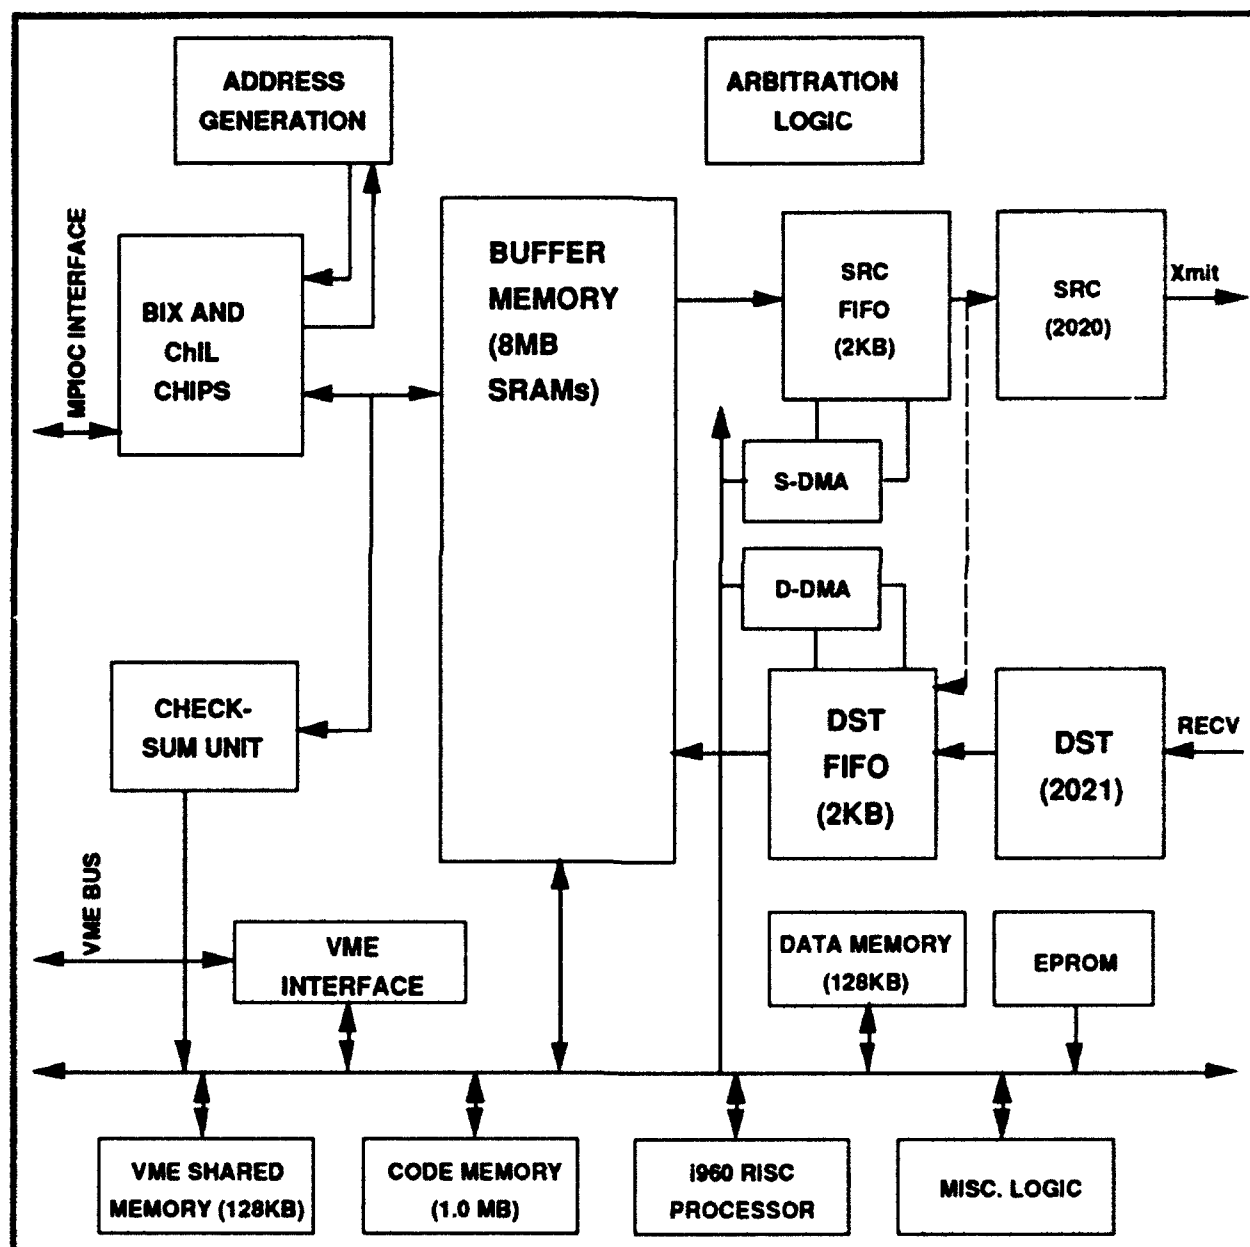 ADDRESS
GENERATION
ARBITRATION
LOGIC
MPIOC INTERFACE
BIX AND
ChIL
CHIPS
BUFFER
MEMORY
(8MB
SRAMs)
SRC
FIFO
(2KB)
SRC
(2020)
Xmit
S-DMA
D-DMA
CHECK-
SUM UNIT
DST
FIFO
(2KB)
DST
(2021)
RECV
VME BUS
VME
INTERFACE
DATA MEMORY
(128KB)
EPROM
VME SHARED
MEMORY (128KB)
CODE MEMORY
(1.0 MB)
i960 RISC
PROCESSOR
MISC. LOGIC